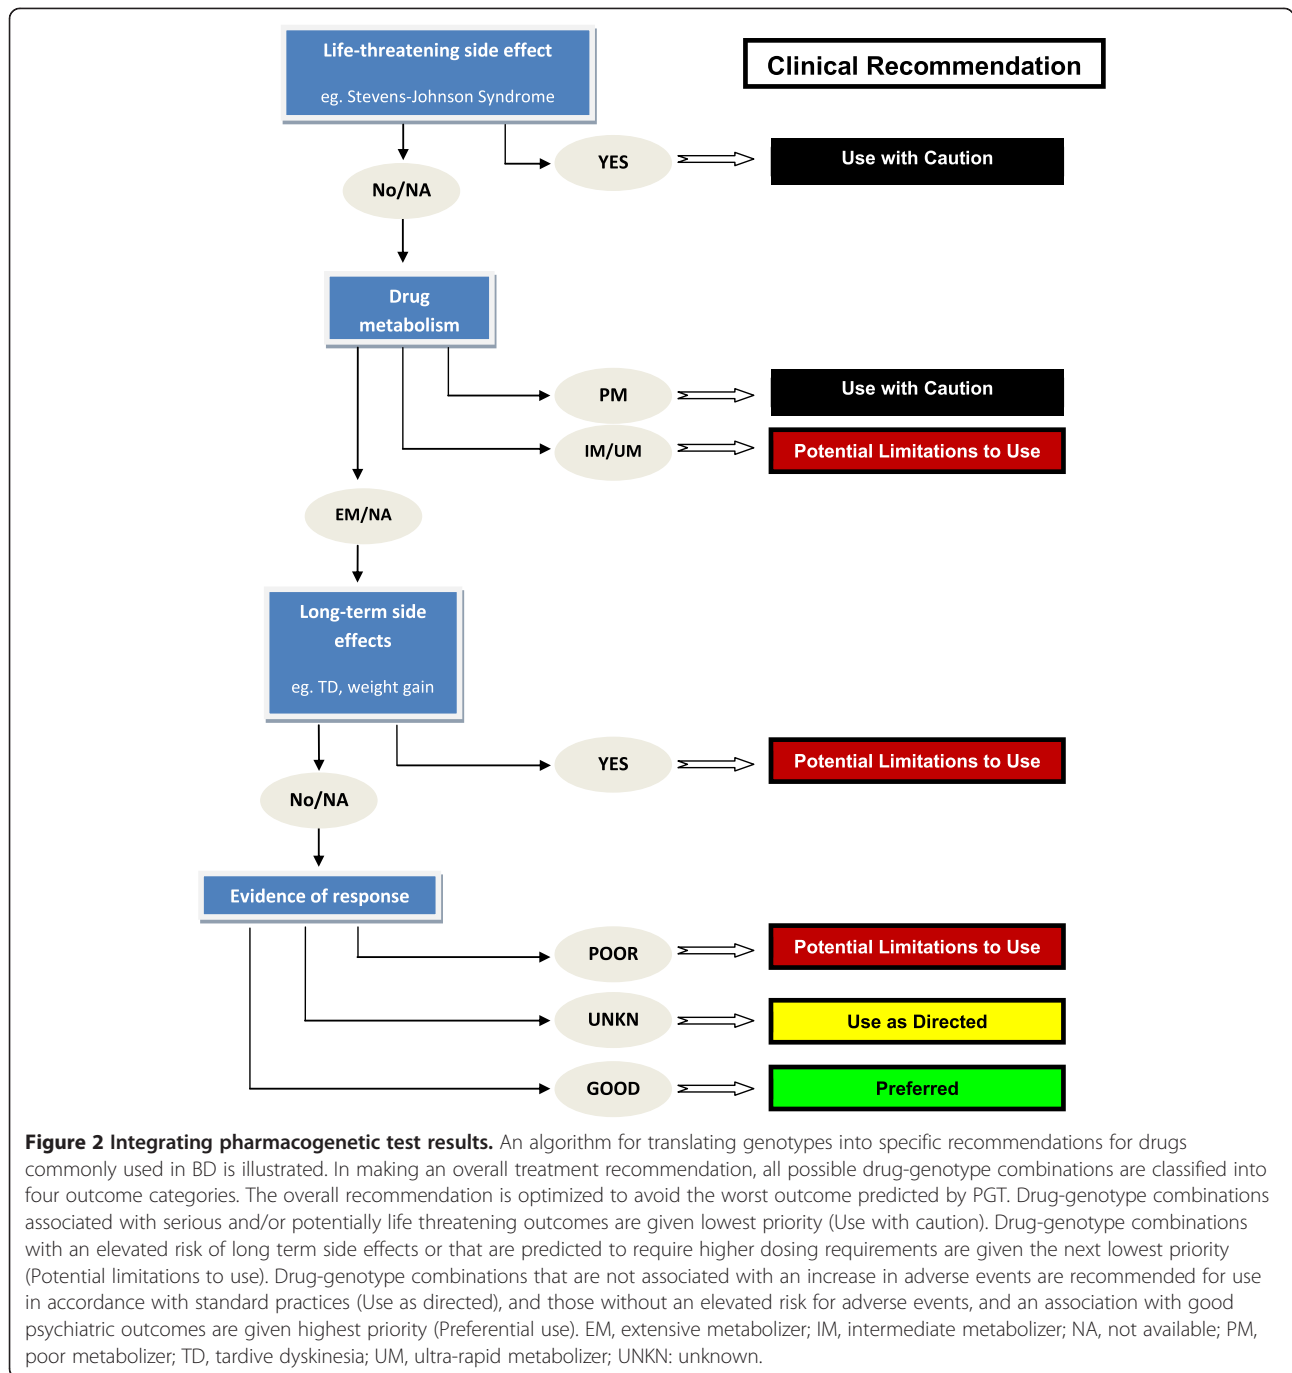 Life-threatening side effect
eg. Stevens-Johnson Syndrome
Clinical Recommendation
YES
Use with Caution
No/NA
Drug
metabolism
PM
Use with Caution
IM/UM
Potential Limitations to Use
EM/NA
Long-term side
effects
eg. TD, weight gain
YES
Potential Limitations to Use
No/NA
Evidence of response
POOR
Potential Limitations to Use
UNKN
Use as Directed
GOOD
Preferred
Figure 2 Integrating pharmacogenetic test results. An algorithm for translating genotypes into specific recommendations for drugs
commonly used in BD is illustrated. In making an overall treatment recommendation, all possible drug-genotype combinations are classified into
four outcome categories. The overall recommendation is optimized to avoid the worst outcome predicted by PGT. Drug-genotype combinations
associated with serious and/or potentially life threatening outcomes are given lowest priority (Use with caution). Drug-genotype combinations
with an elevated risk of long term side effects or that are predicted to require higher dosing requirements are given the next lowest priority
(Potential limitations to use). Drug-genotype combinations that are not associated with an increase in adverse events are recommended for use
in accordance with standard practices (Use as directed), and those without an elevated risk for adverse events, and an association with good
psychiatric outcomes are given highest priority (Preferential use). EM, extensive metabolizer; IM, intermediate metabolizer; NA, not available; PM,
poor metabolizer; TD, tardive dyskinesia; UM, ultra-rapid metabolizer; UNKN: unknown.